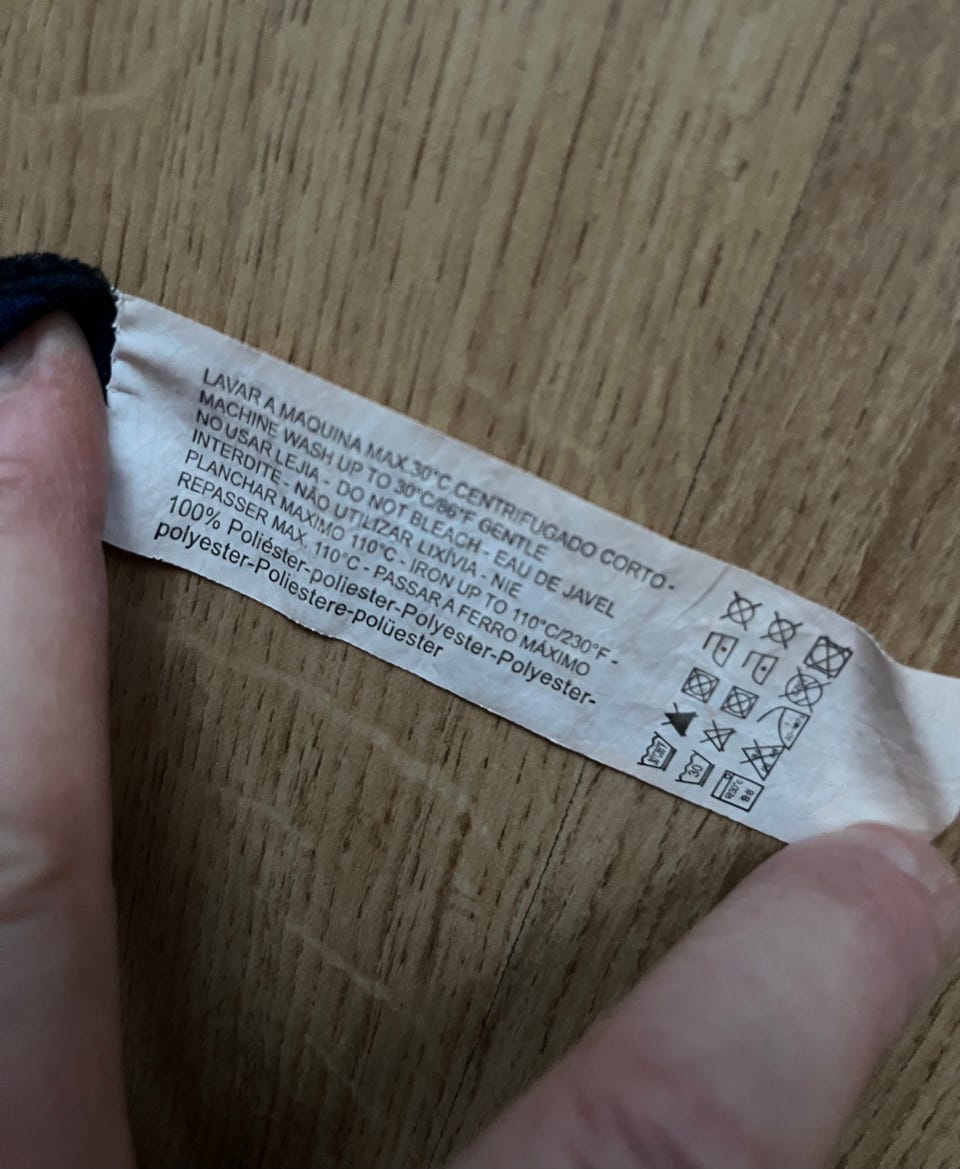 LAVAR A MAQUINA MAX.30°C CENTRIFUGADO CORTO -
MACHINE WASH UP TO 30°C/86°F GENTLE
NO USAR LEJIA - DO NOT BLEACH - EAU DE JAVEL
INTERDITE - NÃO UTILIZAR LIXÍVIA - NIE
PLANCHAR MAXIMO 110°C - IRON UP TO 110°C/230°F -
REPASSER MAX. 110°C - PASSAR A FERRO MÁXIMO
100% Poliéster-poliester-Polyester-Polyester-
polyester-Poliestere-polüester
30